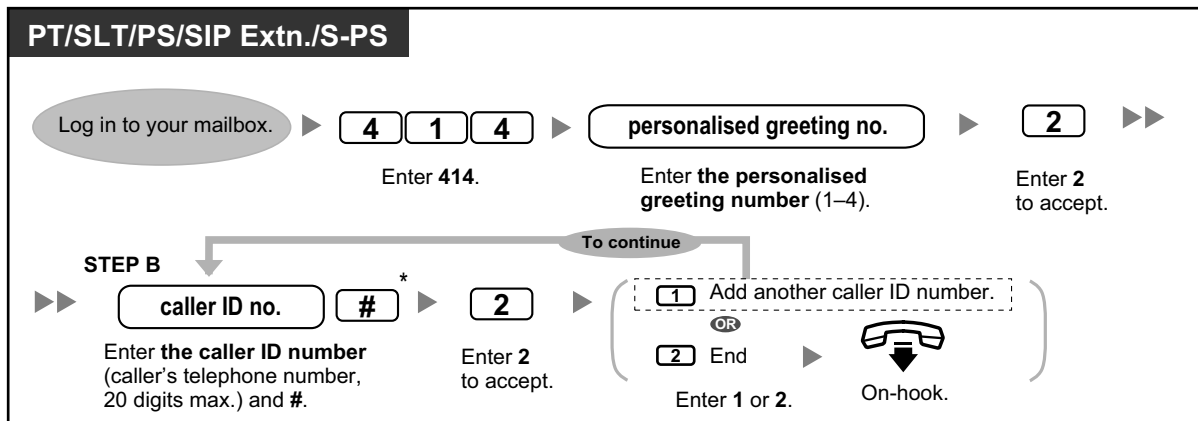 PT/SLT/PS/SIP Extn./S-PS
Log in to your mailbox.
4 1 4
personalised greeting no.
2
Enter 414.
Enter the personalised
greeting number (1–4).
Enter 2
to accept.
To continue
STEP B
caller ID no.
#
*
2
1 Add another caller ID number.
OR
2 End
Enter the caller ID number
(caller's telephone number,
20 digits max.) and #.
Enter 2
to accept.
Enter 1 or 2.
On-hook.